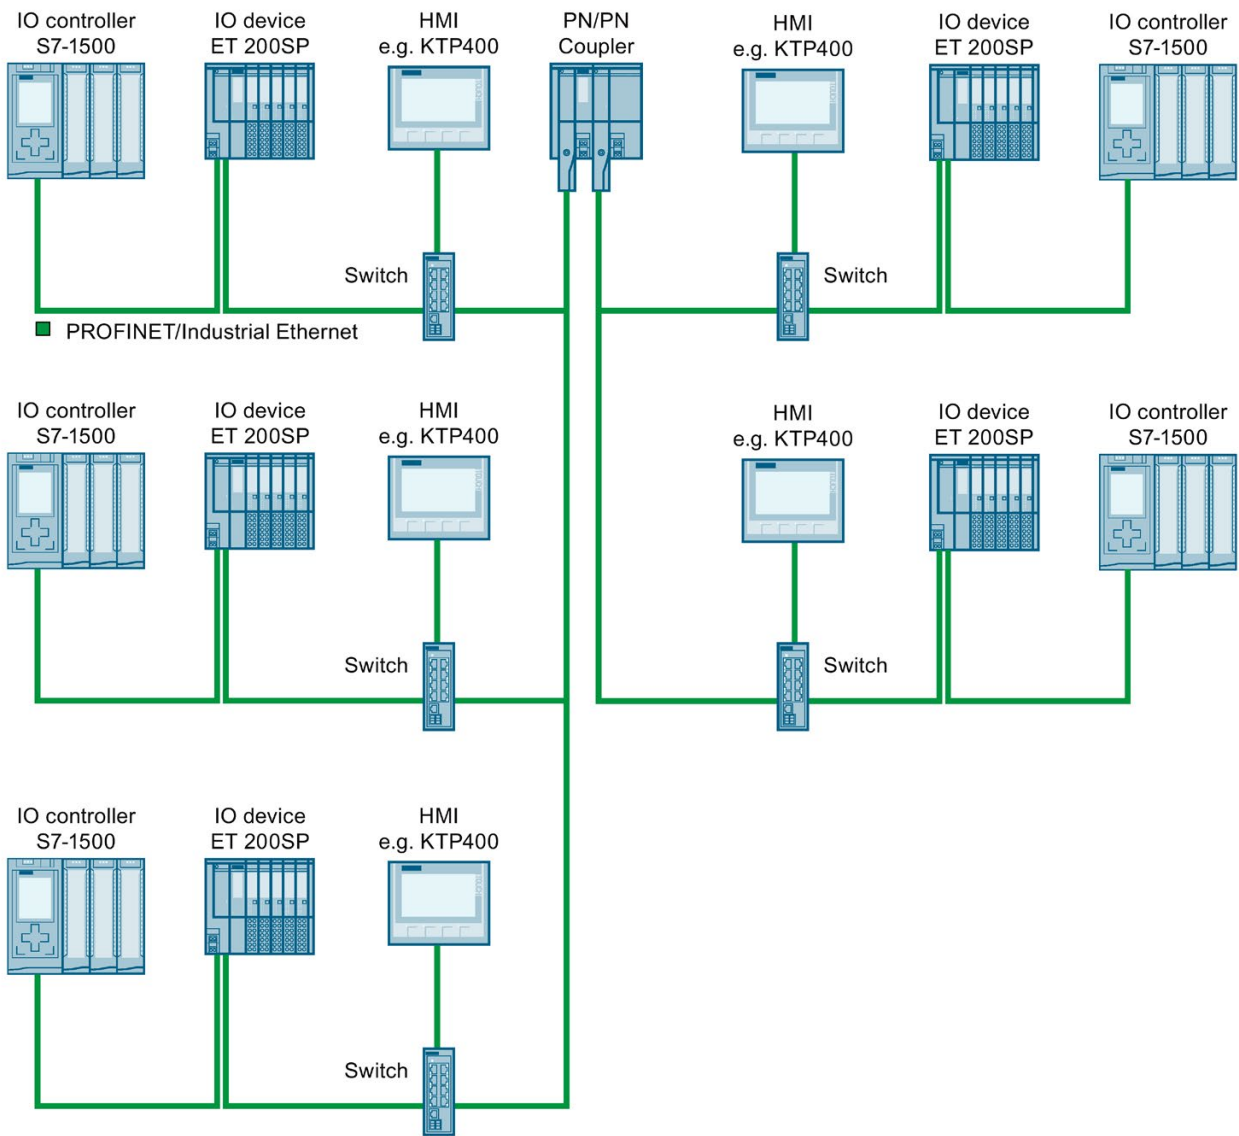 IO controller
S7-1500
IO device
ET 200SP
HMI
e.g. KTP400
PN/PN
Coupler
HMI
e.g. KTP400
IO device
ET 200SP
IO controller
S7-1500
Switch
Switch
PROFINET/Industrial Ethernet
IO controller
S7-1500
IO device
ET 200SP
HMI
e.g. KTP400
HMI
e.g. KTP400
IO device
ET 200SP
IO controller
S7-1500
Switch
Switch
IO controller
S7-1500
IO device
ET 200SP
HMI
e.g. KTP400
Switch